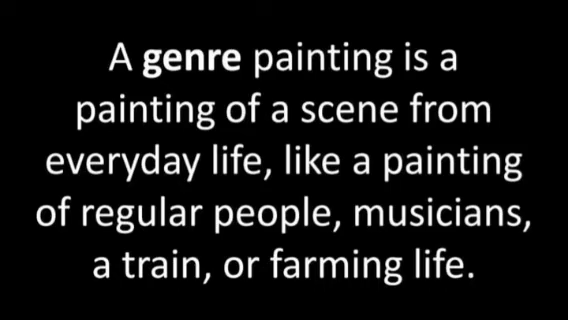 A genre painting is a
painting of a scene from
everyday life, like a painting
of regular people, musicians,
a train, or farming life.